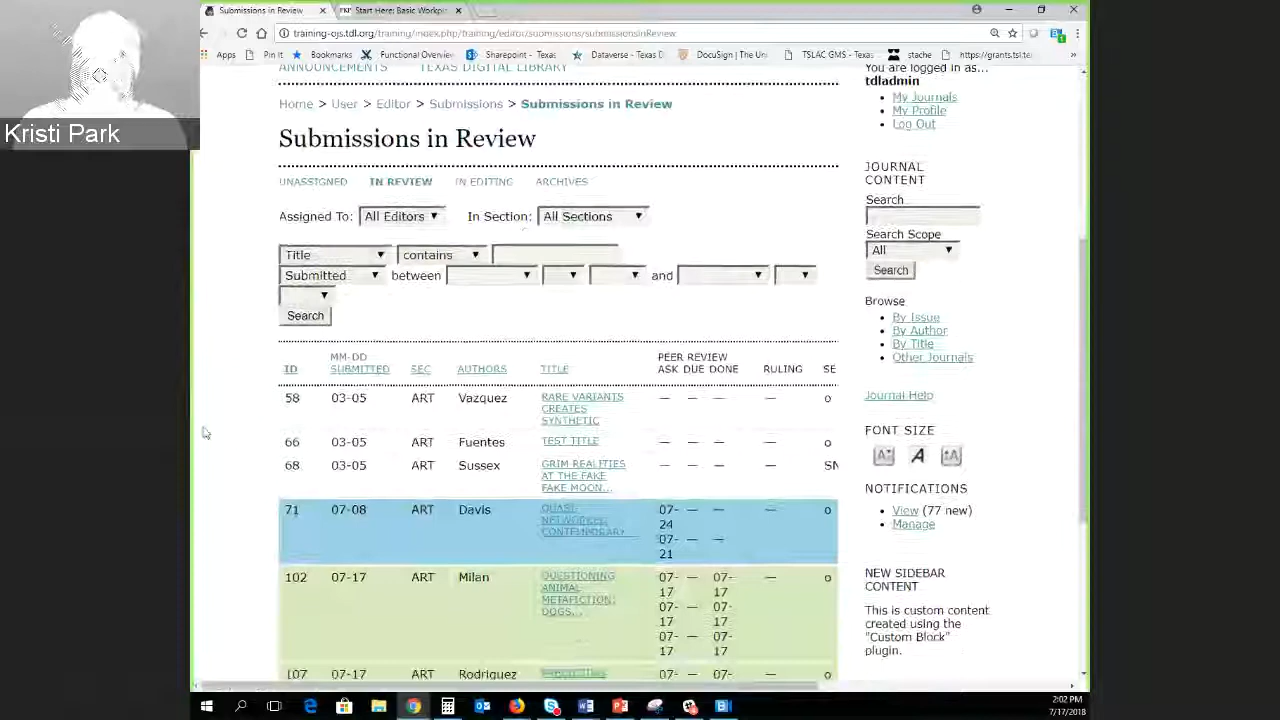 Submissions in Review
Start Here: Basic Workpl
training-ojs.tdl.org/training/index.php/training/editor/submissions/submissionsInReview
Apps
Pin It
Bookmarks
Functional Overview
Sharepoint - Texas
Dataverse - Texas D
DocuSign | The Unit
TSLAC GMS - Texas
stache
https://grants.tsl.te
Kristi Park
ANNOUNCEMENTS TEXAS DIGITAL LIBRARY
Home > User > Editor > Submissions > Submissions in Review
Submissions in Review
UNASSIGNED IN REVIEW IN EDITING ARCHIVES
Assigned To: All Editors In Section: All Sections
Title contains
Submitted between and
Search
ID MM-DD SUBMITTED SEC AUTHORS TITLE PEER REVIEW ASK DUE DONE RULING SE
58 03-05 ART Vazquez RARE VARIANTS — — — — o
CREATES
SYNTHETIC
66 03-05 ART Fuentes TEST TITLE — — — — o
68 03-05 ART Sussex GRIM REALITIES — — — — SN
AT THE FAKE
FAKE MOON...
71 07-08 ART Davis 07- — — — o
24
07- — —
21
102 07-17 ART Milan QUESTIONING 07- — 07- — o
ANIMAL 17 17
METAFICTION: 07- — 07-
DOGS... 17 17
07- — 07-
17 17
107 07-17 ART Rodriguez 07- — 07- — o
You are logged in as...
tdladmin
My Journals
My Profile
Log Out
JOURNAL
CONTENT
Search
Search Scope
All
Search
Browse
By Issue
By Author
By Title
Other Journals
Journal Help
FONT SIZE
A A A
NOTIFICATIONS
View (77 new)
Manage
NEW SIDEBAR
CONTENT
This is custom content
created using the
"Custom Block"
plugin.
2:02 PM
7/17/2018